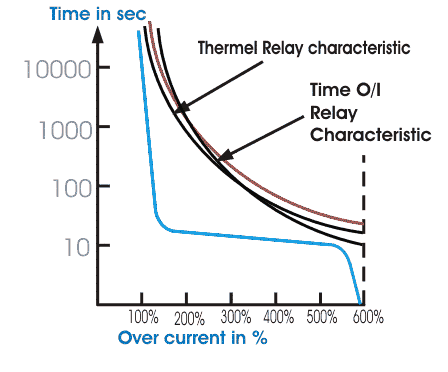 Time in sec
Thermel Relay characteristic
10000
Time O/I
Relay
Characteristic
1000
100
10
100% 200% 300% 400% 500% 600%
Over current in %